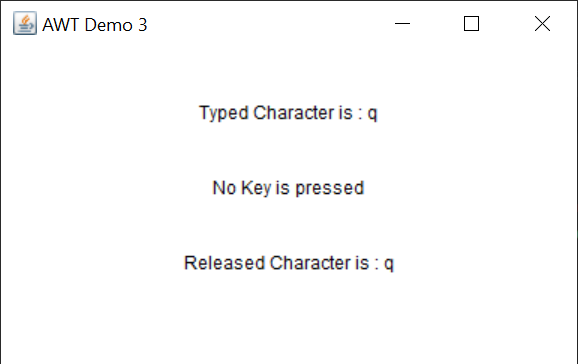 AWT Demo 3
Typed Character is : q
No Key is pressed
Released Character is : q